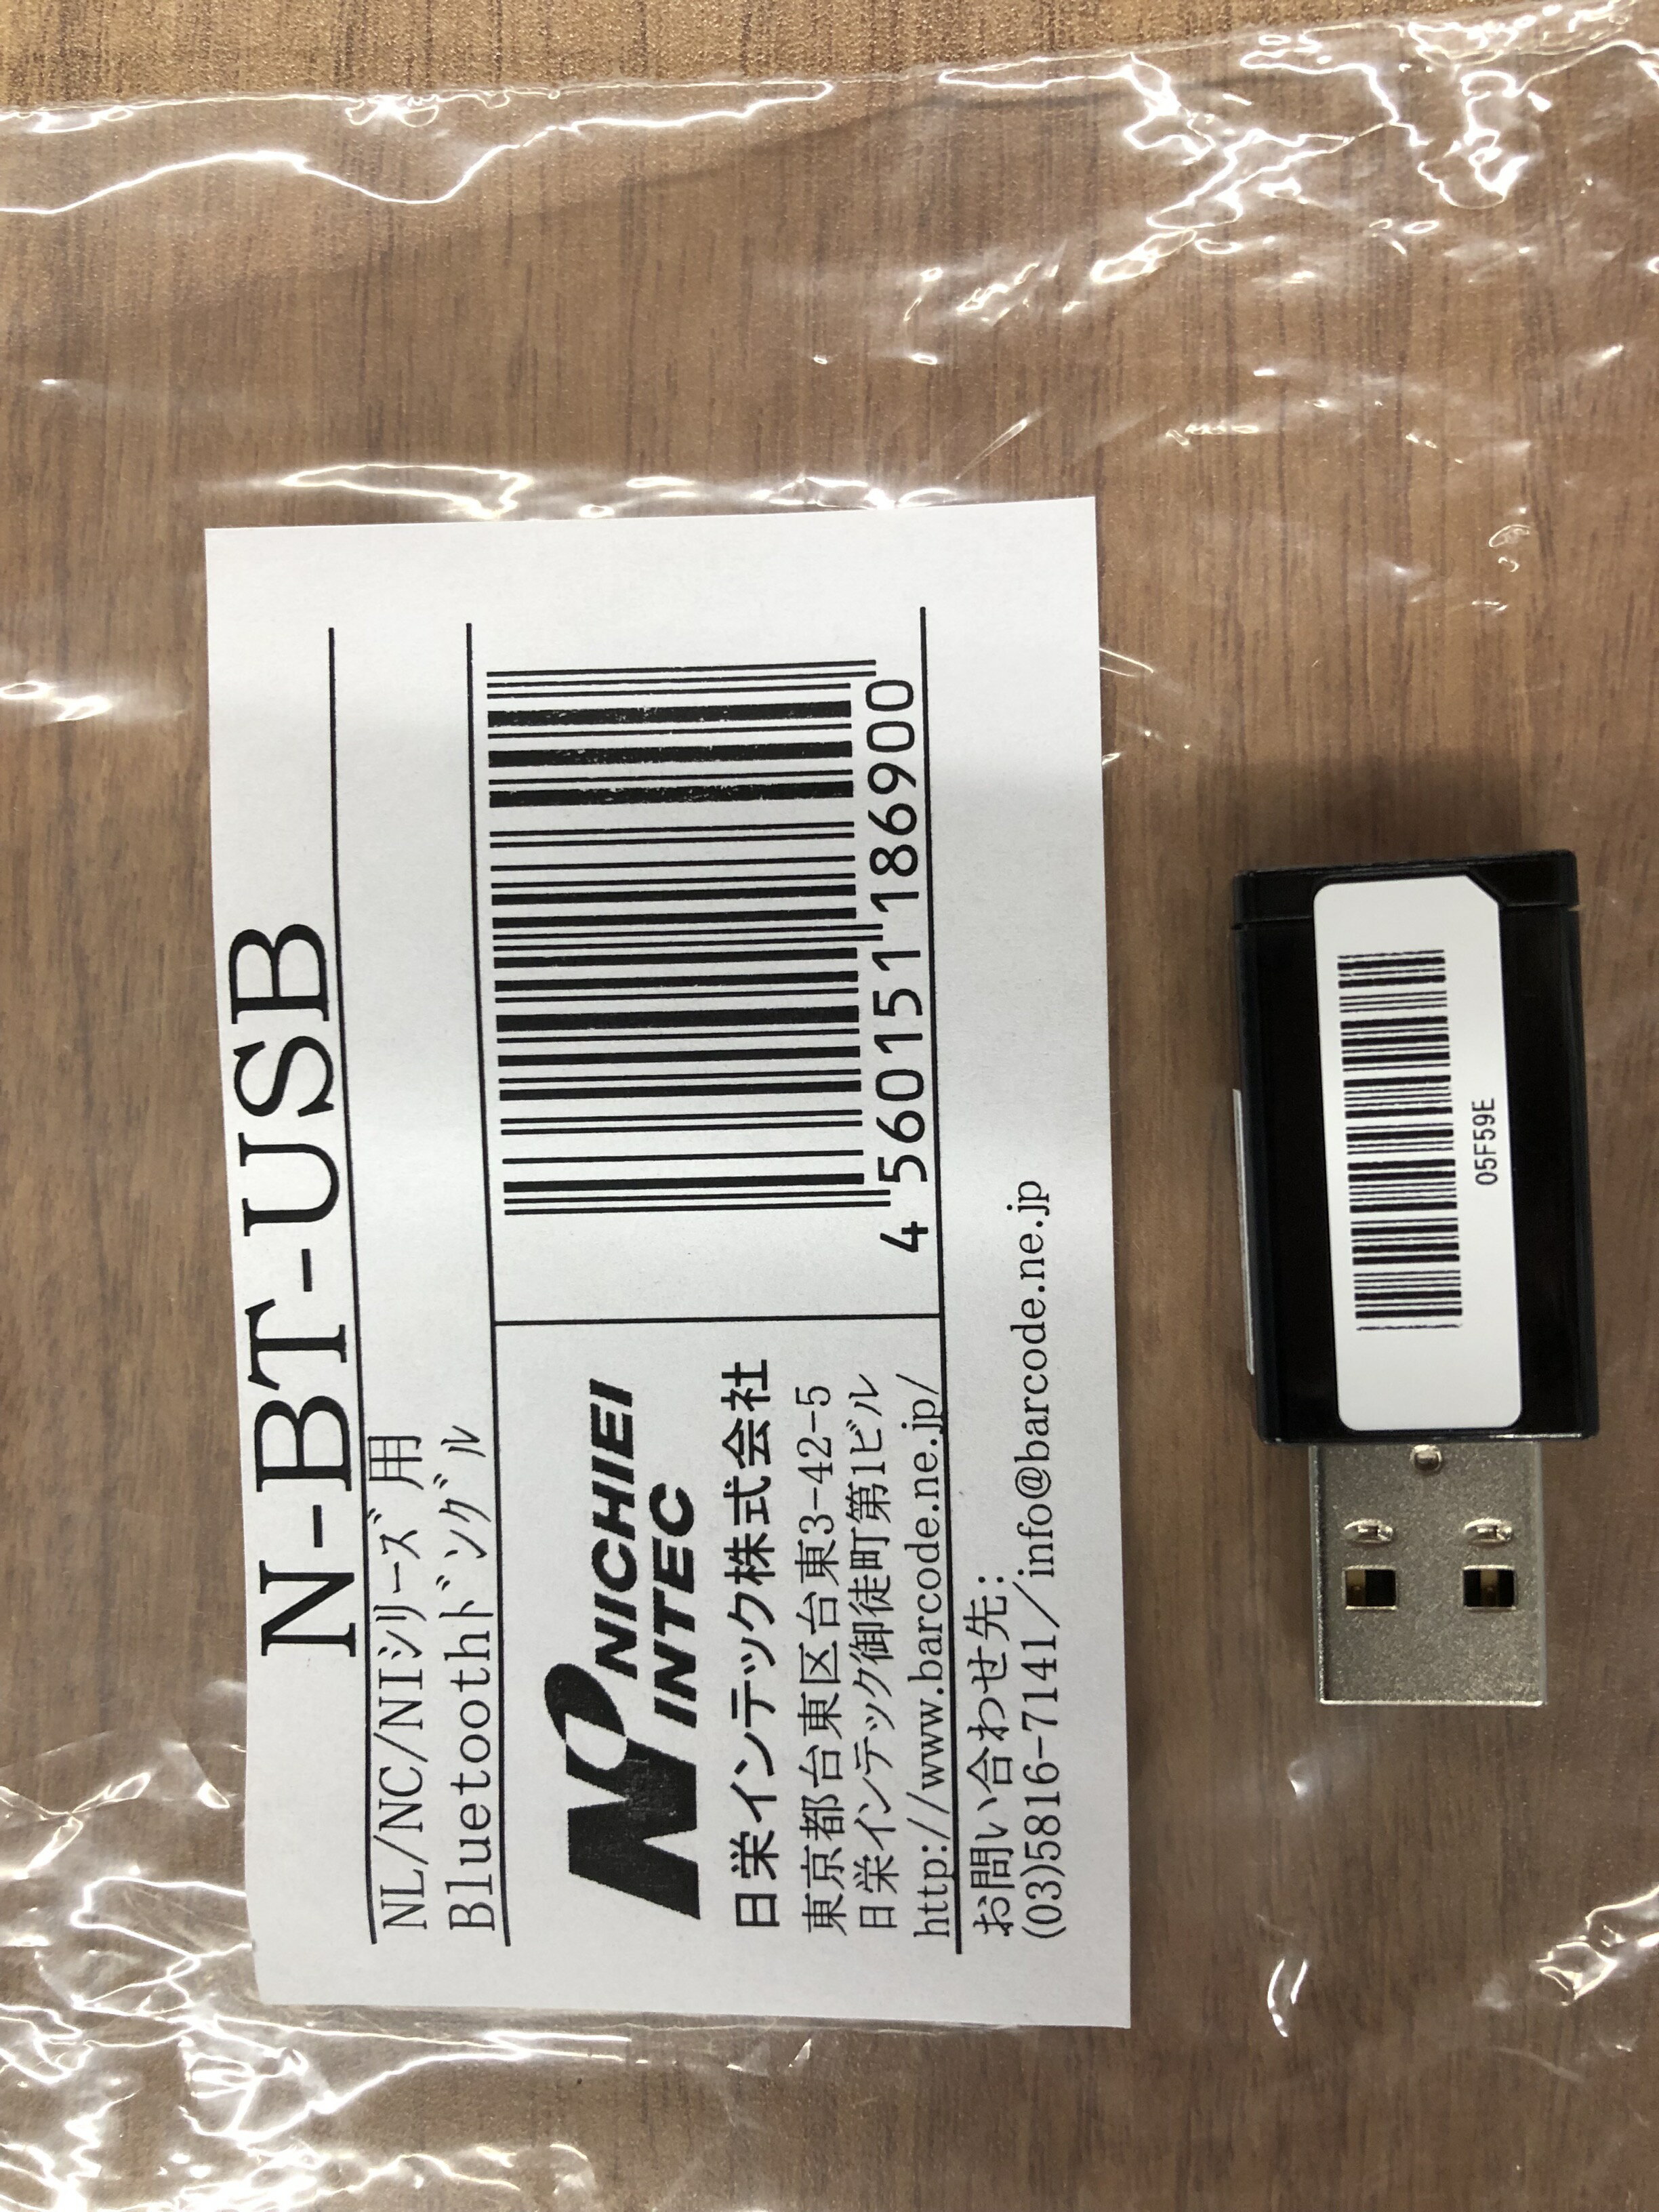 N-BT-USB
NL/NC/NIｼﾘｰｽﾞ用
Bluetoothﾄﾞﾝｸﾞﾙ
NICHIEI
INTEC
日栄インテック株式会社
東京都台東区台東3-42-5
日栄インテック御徒町第1ビル
http://www.barcode.ne.jp/
4 560151 186900
お問い合わせ先：
(03)5816-7141／info@barcode.ne.jp
05F59E